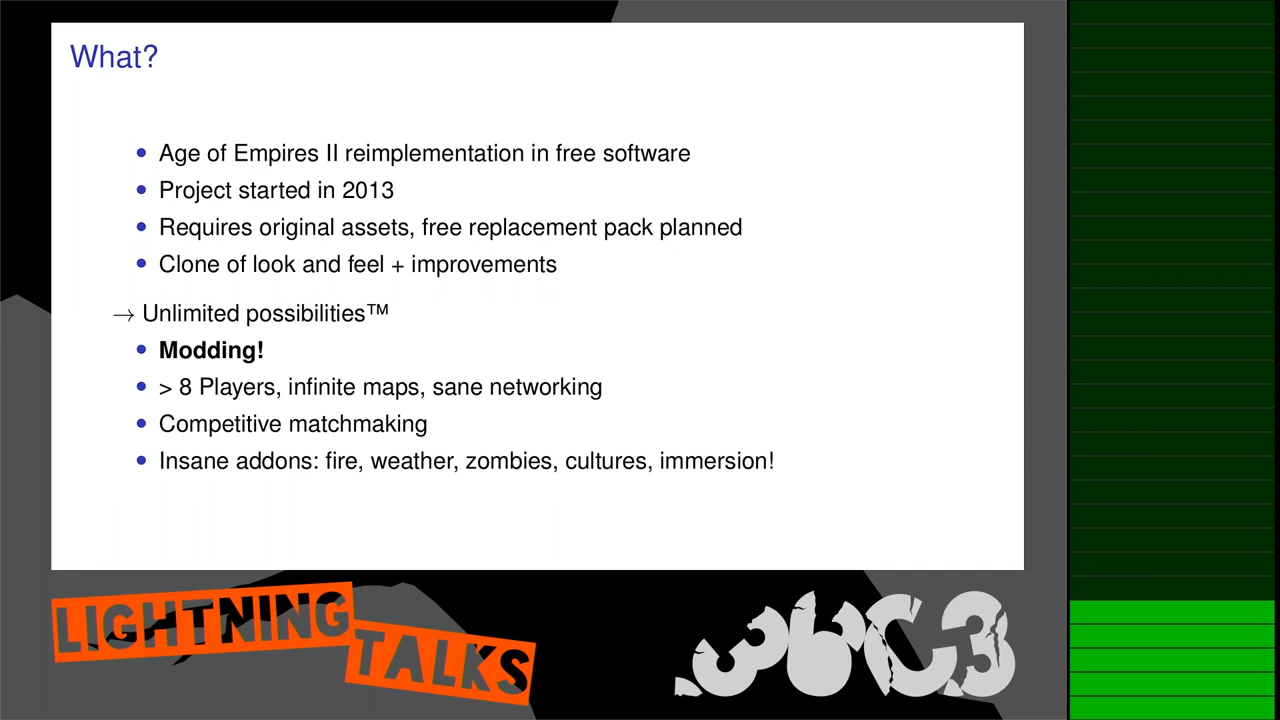 What?
• Age of Empires II reimplementation in free software
• Project started in 2013
• Requires original assets, free replacement pack planned
• Clone of look and feel + improvements
→ Unlimited possibilities™
• Modding!
• > 8 Players, infinite maps, sane networking
• Competitive matchmaking
• Insane addons: fire, weather, zombies, cultures, immersion!
LIGHTNING
TALKS
.36C3